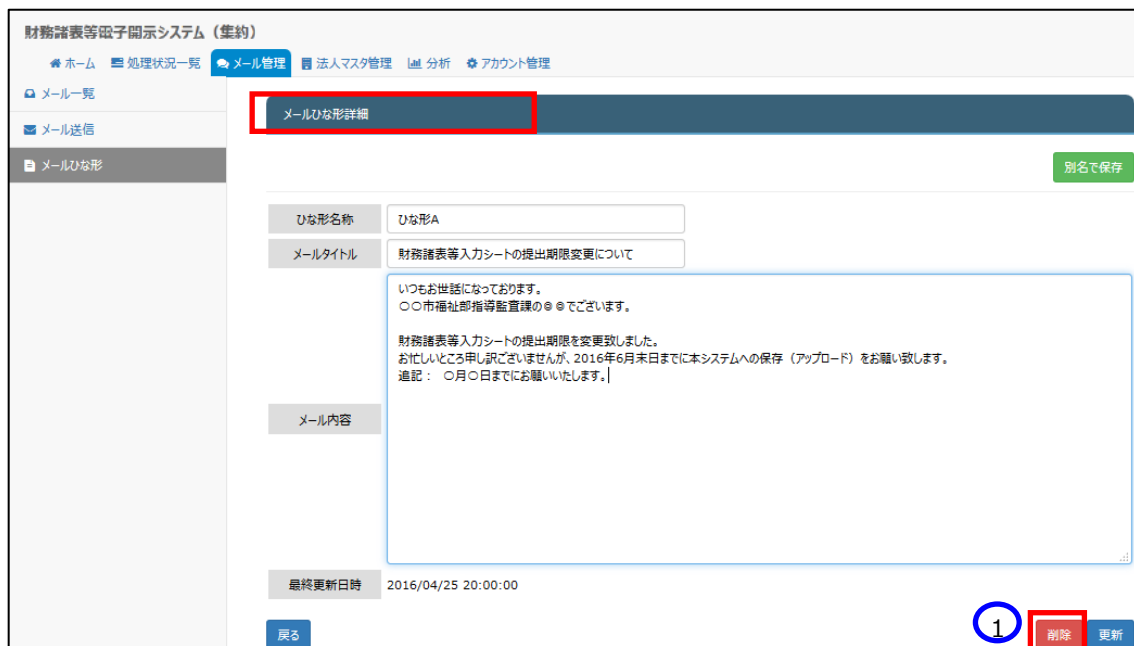 財務諸表等電子開示システム（集約）
ホーム 処理状況一覧 メール管理 法人マスタ管理 分析 アカウント管理
メール一覧
メール送信
メールひな形
メールひな形詳細
別名で保存
ひな形名称 ひな形A
メールタイトル 財務諸表等入力シートの提出期限変更について
いつもお世話になっております。
〇〇市福祉部指導監査課の◎◎でございます。
財務諸表等入力シートの提出期限を変更致しました。
お忙しいところ申し訳ございませんが、2016年6月末日までに本システムへの保存（アップロード）をお願い致します。
追記： 〇月〇日までにお願いいたします。
メール内容
最終更新日時 2016/04/25 20:00:00
戻る 1 削除 更新